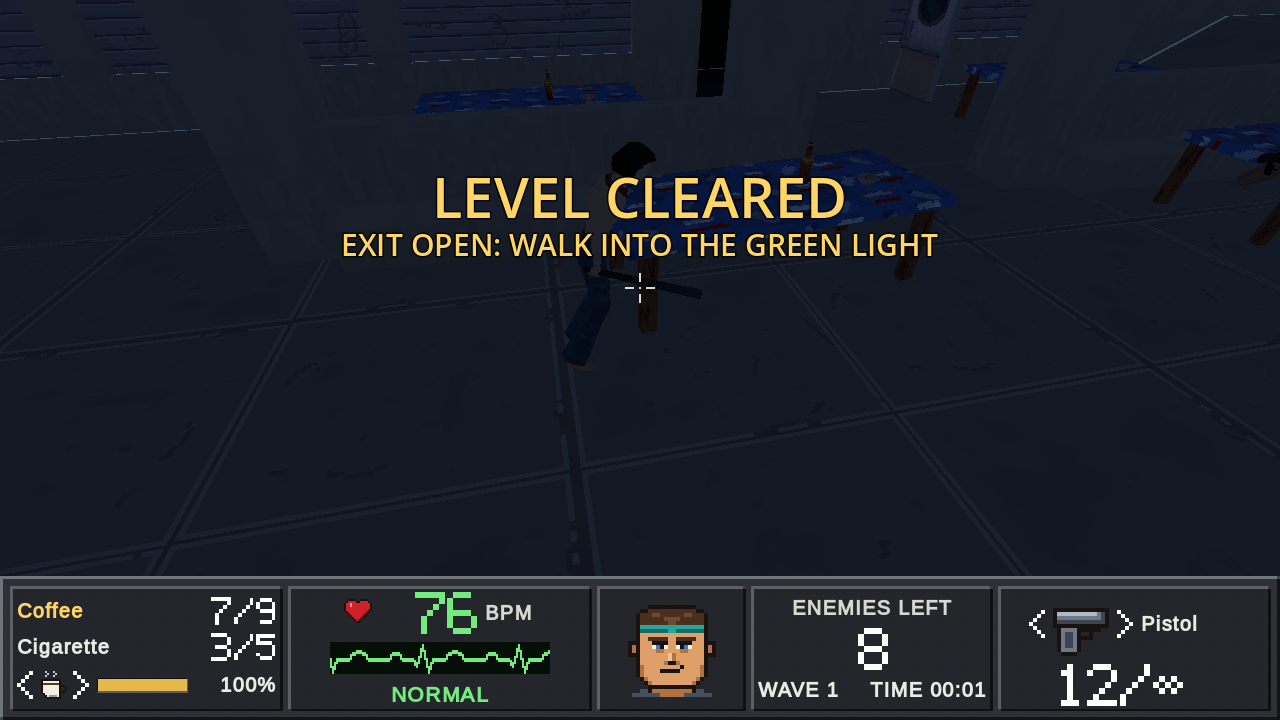 LEVEL CLEARED
EXIT OPEN: WALK INTO THE GREEN LIGHT
Coffee 7/9
Cigarette 3/5
100%
76 BPM
NORMAL
ENEMIES LEFT
8
WAVE 1 TIME 00:01
Pistol
12/∞